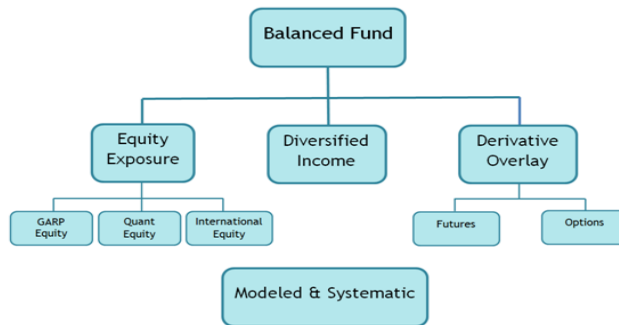 Balanced Fund
Equity
Exposure
Diversified
Income
Derivative
Overlay
GARP
Equity
Quant
Equity
International
Equity
Futures
Options
Modeled & Systematic